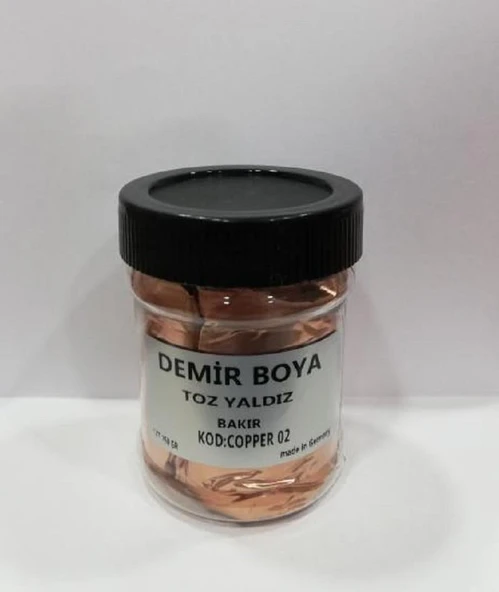 DEMİR BOYA
TOZ YALDIZ
BAKIR
KOD:COPPER 02
made in Germany